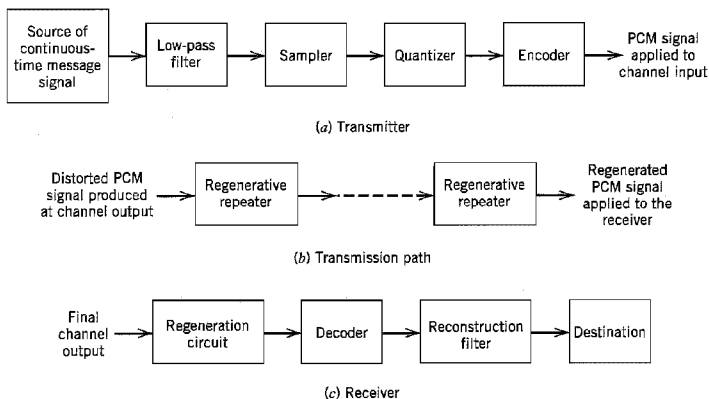 Source of
continuous-
time message
signal
Low-pass
filter
Sampler
Quantizer
Encoder
PCM signal
applied to
channel input
(a) Transmitter
Distorted PCM
signal produced
at channel output
Regenerative
repeater
Regenerative
repeater
Regenerated
PCM signal
applied to the
receiver
(b) Transmission path
Final
channel
output
Regeneration
circuit
Decoder
Reconstruction
filter
Destination
(c) Receiver